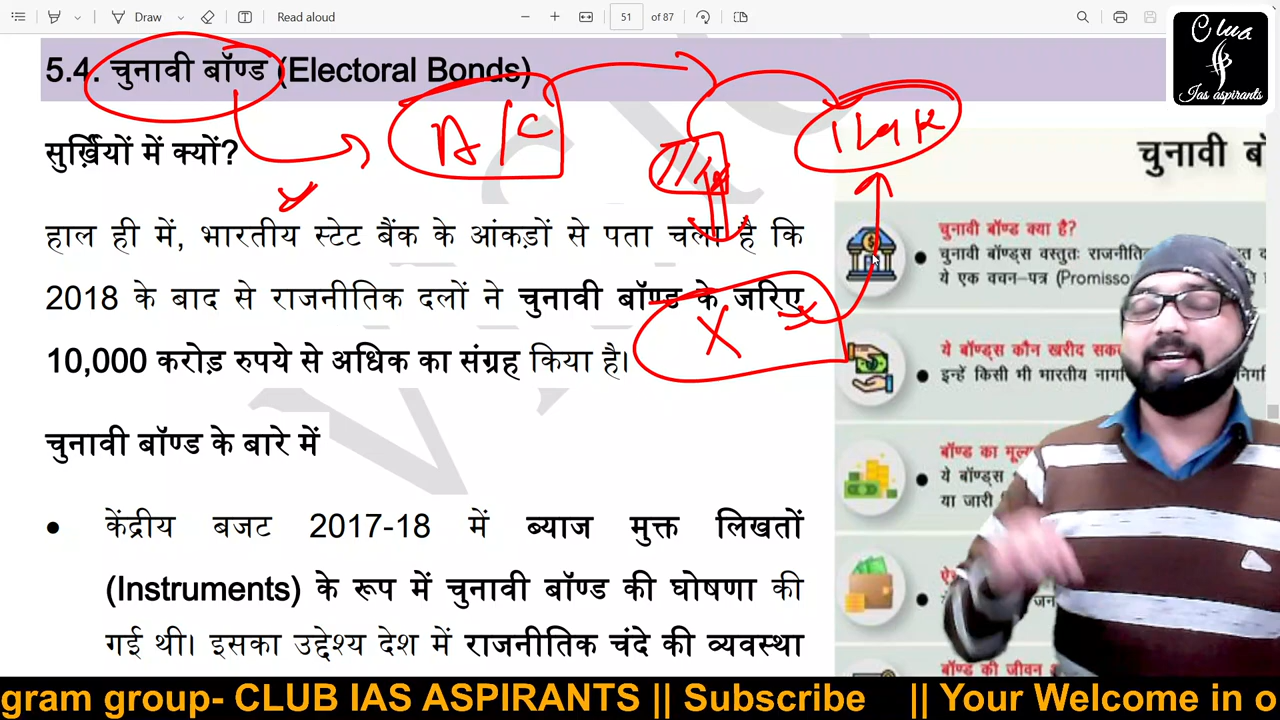 Draw
Read aloud
51
of 87
Clua
Ias aspirants
5.4. चुनावी बॉण्ड (Electoral Bonds)
A/C
1 lak
सुर्ख़ियों में क्यों?
हाल ही में, भारतीय स्टेट बैंक के आंकड़ों से पता चला है कि
2018 के बाद से राजनीतिक दलों ने चुनावी बॉण्ड के जरिए
10,000 करोड़ रुपये से अधिक का संग्रह किया है।
X
चुनावी बॉण्ड के बारे में
केंद्रीय बजट 2017-18 में ब्याज मुक्त लिखतों
(Instruments) के रूप में चुनावी बॉण्ड की घोषणा की
गई थी। इसका उद्देश्य देश में राजनीतिक चंदे की व्यवस्था
चुनावी बॉ
चुनावी बॉण्ड क्या है?
बॉण्ड्स वस्तुतः राजनीति
ये एक वचन-पत्र (Promisso
ये बॉण्ड्स कौन खरीद सक
इन्हें किसी भी भारतीय नाग
बॉण्ड का मूल्
ये बॉण्ड्स
या जारी
जन
बॉण्ड की जीवन
gram group- CLUB IAS ASPIRANTS || Subscribe || Your Welcome in o